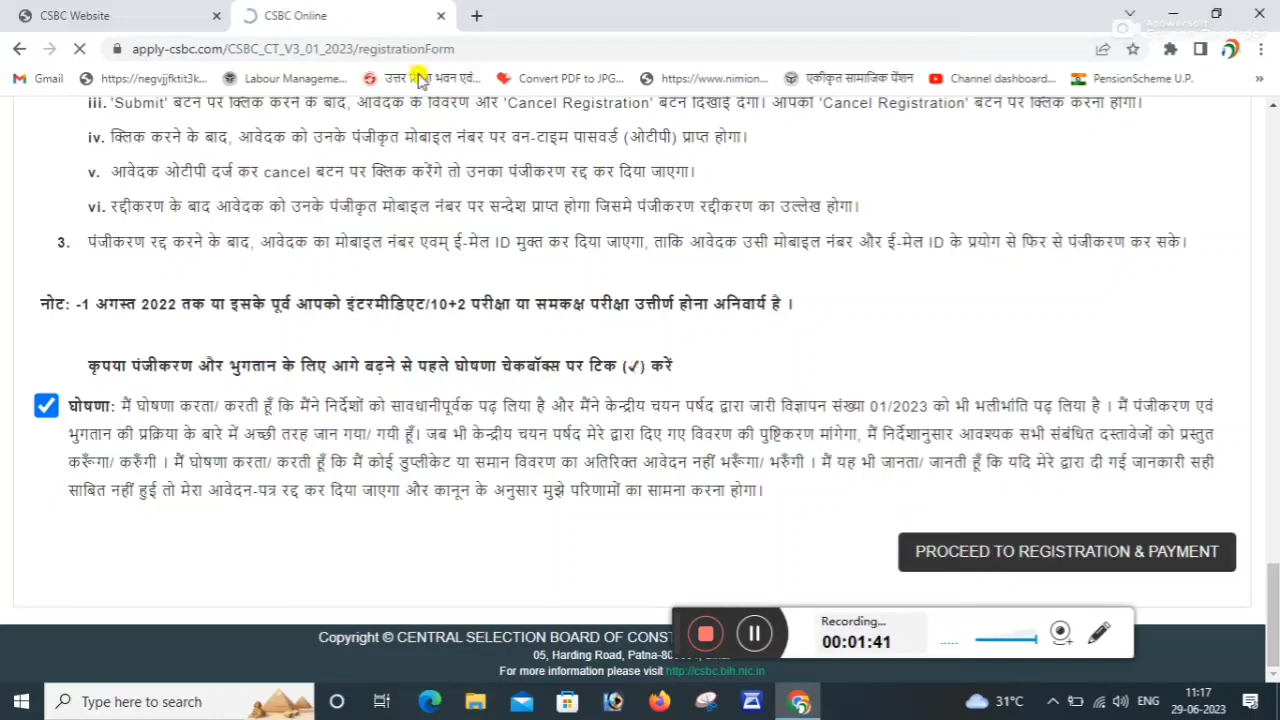 CSBC Website
CSBC Online
apply-csbc.com/CSBC_CT_V3_01_2023/registrationForm
Gmail
https://negvjjfktit3k...
Labour Manageme...
Convert PDF to JPG...
https://www.nimion...
एकीकृत सामाजिक पेंशन
Channel dashboard...
PensionScheme U.P.
iii. 'Submit' बटन पर क्लिक करने के बाद, आवेदक के विवरण और 'Cancel Registration' बटन दिखाई देगा। आपको 'Cancel Registration' बटन पर क्लिक करना होगा।
iv. क्लिक करने के बाद, आवेदक को उनके पंजीकृत मोबाइल नंबर पर वन-टाइम पासवर्ड (ओटीपी) प्राप्त होगा।
v. आवेदक ओटीपी दर्ज कर cancel बटन पर क्लिक करेंगे तो उनका पंजीकरण रद्द कर दिया जाएगा।
vi. रद्दीकरण के बाद आवेदक को उनके पंजीकृत मोबाइल नंबर पर सन्देश प्राप्त होगा जिसमे पंजीकरण रद्दीकरण का उल्लेख होगा।
3. पंजीकरण रद्द करने के बाद, आवेदक का मोबाइल नंबर एवम् ई-मेल ID मुक्त कर दिया जाएगा, ताकि आवेदक उसी मोबाइल नंबर और ई-मेल ID के प्रयोग से फिर से पंजीकरण कर सके।
नोट: -1 अगस्त 2022 तक या इसके पूर्व आपको इंटरमीडिएट/10+2 परीक्षा या समकक्ष परीक्षा उत्तीर्ण होना अनिवार्य है ।
कृपया पंजीकरण और भुगतान के लिए आगे बढ़ने से पहले घोषणा चेकबॉक्स पर टिक (✓) करें
घोषणा: मैं घोषणा करता/ करती हूँ कि मैंने निर्देशों को सावधानीपूर्वक पढ़ लिया है और मैंने केन्द्रीय चयन पर्षद द्वारा जारी विज्ञापन संख्या 01/2023 को भी भलीभांति पढ़ लिया है । मैं पंजीकरण एवं
भुगतान की प्रक्रिया के बारे में अच्छी तरह जान गया/ गयी हूँ। जब भी केन्द्रीय चयन पर्षद मेरे द्वारा दिए गए विवरण की पुष्टिकरण मांगेगा, मैं निर्देशानुसार आवश्यक सभी संबंधित दस्तावेजों को प्रस्तुत
करूँगा/ करुँगी । मैं घोषणा करता/ करती हूँ कि मैं कोई डुप्लीकेट या समान विवरण का अतिरिक्त आवेदन नहीं भरूँगा/ भरुँगी । मैं यह भी जानता/ जानती हूँ कि यदि मेरे द्वारा दी गई जानकारी सही
साबित नहीं हुई तो मेरा आवेदन-पत्र रद्द कर दिया जाएगा और कानून के अनुसार मुझे परिणामों का सामना करना होगा।
PROCEED TO REGISTRATION & PAYMENT
Recording...
00:01:41
Copyright © CENTRAL SELECTION BOARD OF CONST
05, Harding Road, Patna-
For more information please visit http://csbc.bih.nic.in
Type here to search
31°C
ENG
11:17
29-06-2023